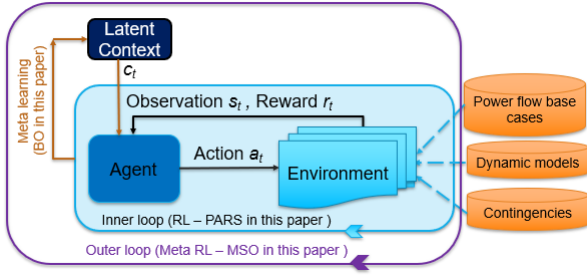 Latent
Context
c_t
Meta learning
(BO in this paper)
Observation s_t , Reward r_t
Agent
Action a_t
Environment
Power flow base
cases
Dynamic models
Contingencies
Inner loop (RL – PARS in this paper )
Outer loop (Meta RL – MSO in this paper )